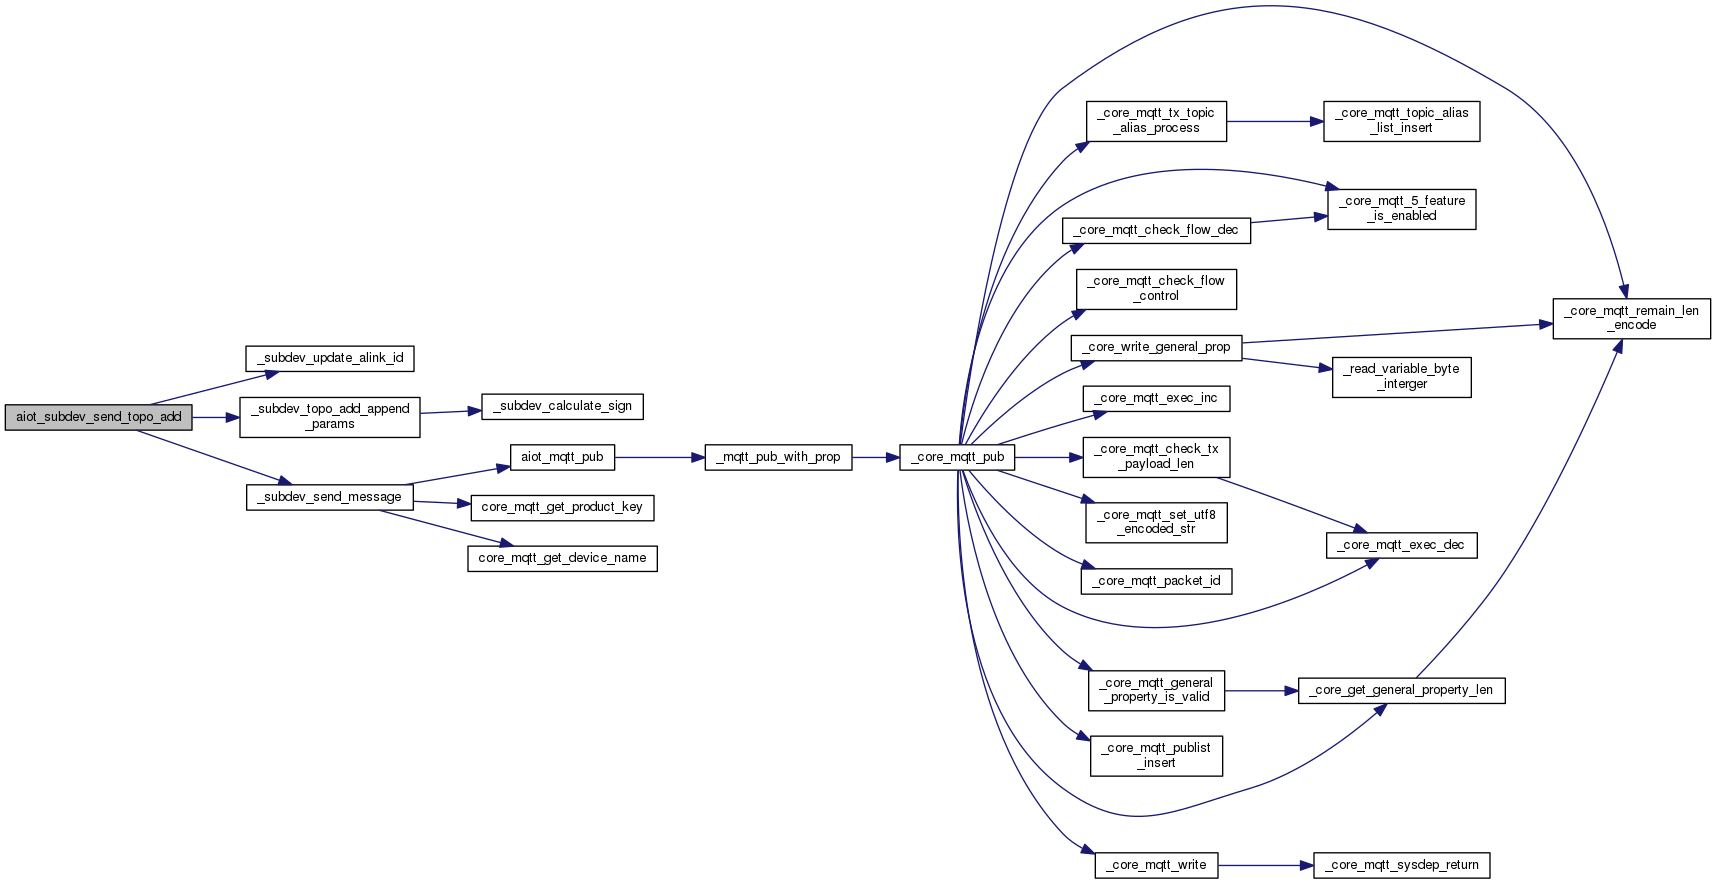 aiot_subdev_send_topo_add
_subdev_update_alink_id
_subdev_topo_add_append
_params
_subdev_send_message
_subdev_calculate_sign
aiot_mqtt_pub
core_mqtt_get_product_key
core_mqtt_get_device_name
_mqtt_pub_with_prop
_core_mqtt_pub
_core_mqtt_tx_topic
_alias_process
_core_mqtt_check_flow_dec
_core_mqtt_check_flow
_control
_core_write_general_prop
_core_mqtt_exec_inc
_core_mqtt_check_tx
_payload_len
_core_mqtt_set_utf8
_encoded_str
_core_mqtt_packet_id
_core_mqtt_general
_property_is_valid
_core_mqtt_publist
_insert
_core_mqtt_write
_core_mqtt_topic_alias
_list_insert
_core_mqtt_5_feature
_is_enabled
_read_variable_byte
_interger
_core_mqtt_exec_dec
_core_get_general_property_len
_core_mqtt_sysdep_return
_core_mqtt_remain_len
_encode